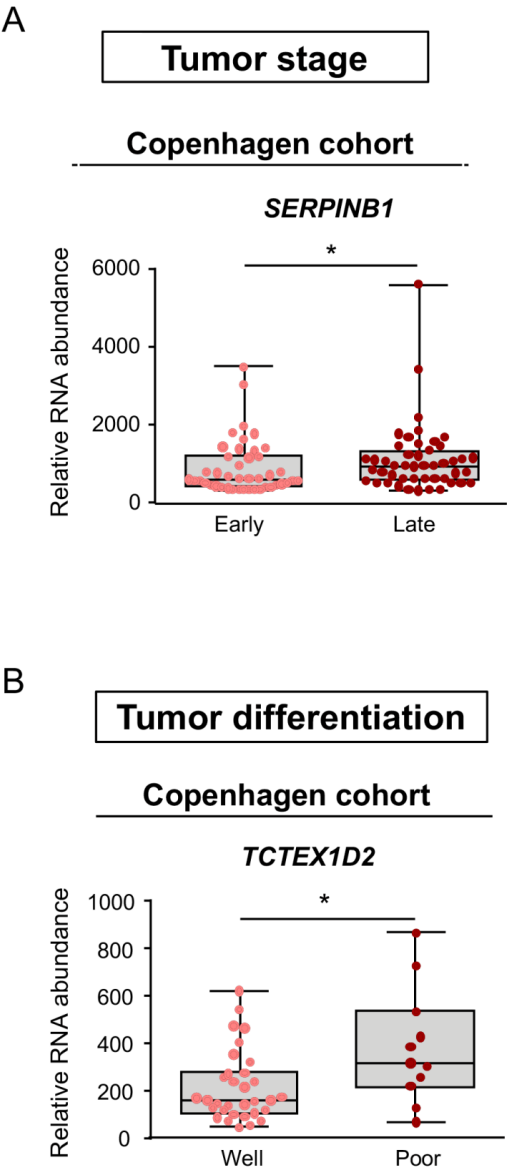 A
Tumor stage
Copenhagen cohort
SERPINB1
*
Relative RNA abundance
6000
4000
2000
0
Early
Late
B
Tumor differentiation
Copenhagen cohort
TCTEX1D2
*
Relative RNA abundance
1000
800
600
400
200
0
Well
Poor